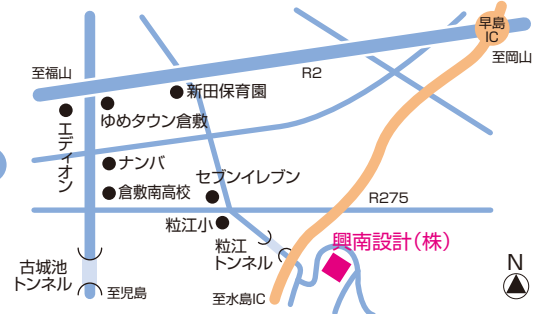 早島
IC
至岡山
至福山
R2
新田保育園
ゆめタウン倉敷
エディオン
ナンバ
セブンイレブン
倉敷南高校
R275
粒江小
興南設計(株)
粒江
トンネル
古城池
トンネル
至児島
至水島IC
N